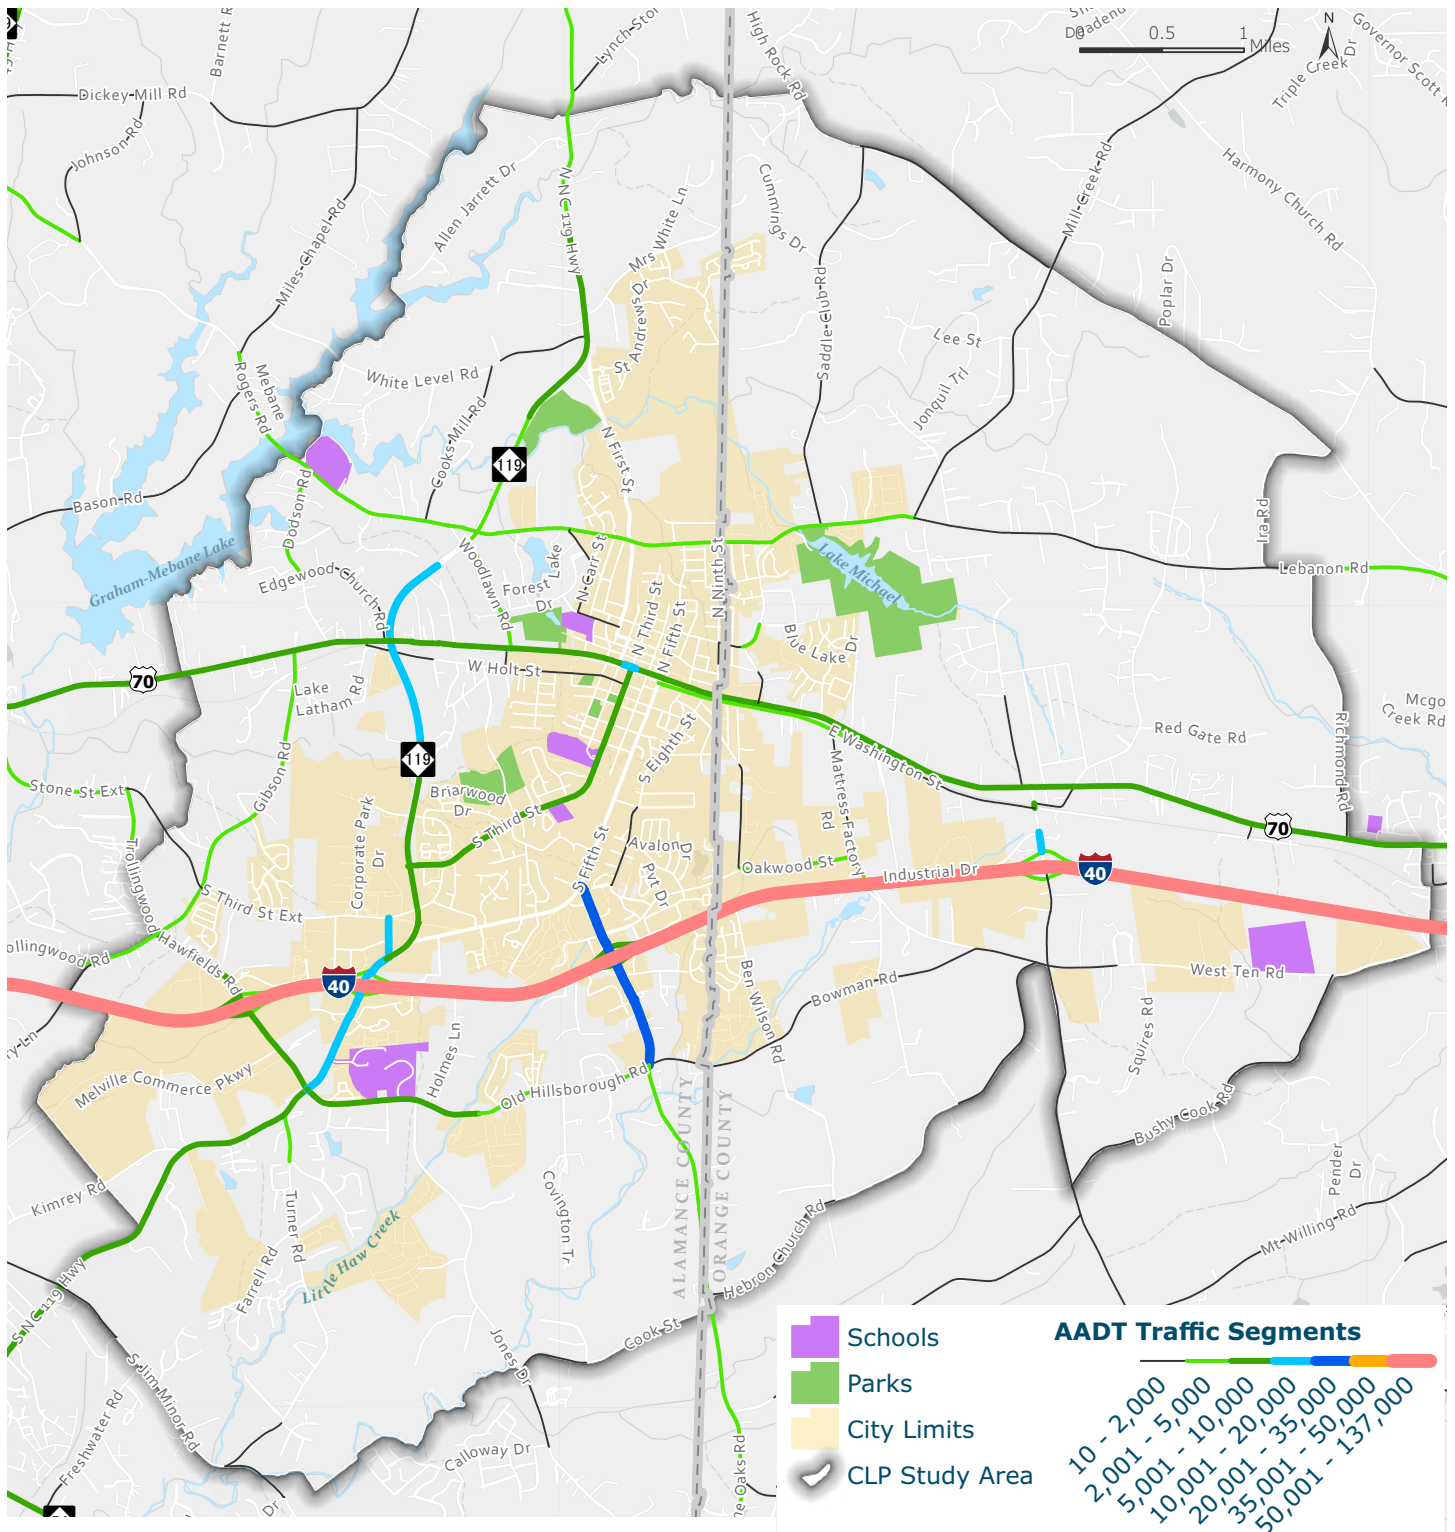 Barnett R
Lynch-Stor
High Rock Rd
Deadend
0 0.5 1 Miles
N
Governor Scott
Triple Creek Dr
Dickey Mill Rd
Johnson Rd
Harmony Church Rd
Mill Creek Rd
Allen Jarrett Dr
N NC 119 Hwy
Mrs White Ln
Cummings Dr
Miles Chapel Rd
St Andrews Dr
Saddle Club Rd
Poplar Dr
Lee St
Jonquil Trl
White Level Rd
Mebane Rogers Rd
Cooks Mill Rd
119
N First St
Bason Rd
Dodson Rd
Ira Rd
Graham-Mebane Lake
Edgewood Church Rd
Woodlawn Rd
Forest Lake Dr
N Carr St
N Ninth St
Lake Michael
Lebanon Rd
N Third St
N Fifth St
Blue Lake Dr
W Holt St
70
Lake Latham Rd
Mcgo
Creek Rd
Richmond Rd
Red Gate Rd
119
S Eighth St
E Washington St
Stone St Ext
Gibson Rd
Briarwood Dr
Mattress Factory Rd
Corporate Park Dr
S Third St
70
Trollingwood
Hawfields Rd
S Fifth St
Avalon Dr
Pvt Dr
Oakwood St
Industrial Dr
40
S Third St Ext
ollingwood Rd
40
Ben Wilson Rd
Bowman Rd
West Ten Rd
ry Ln
Holmes Ln
Squires Rd
Melville Commerce Pkwy
Old Hillsborough Rd
ALAMANCE COUNTY
ORANGE COUNTY
Bushy Cook Rd
Kimrey Rd
Turner Rd
Covington Tr
Pender Dr
Mt Willing Rd
Little Haw Creek
Farrell Rd
Hebron Church Rd
S NC 119 Hwy
Cook St
Jones Dr
S Jim Minor Rd
Freshwater Rd
Calloway Dr
Dr
ne Oaks Rd
Schools
Parks
City Limits
CLP Study Area
AADT Traffic Segments
10 - 2,000
2,001 - 5,000
5,001 - 10,000
10,001 - 20,000
20,001 - 35,000
35,001 - 50,000
50,001 - 137,000